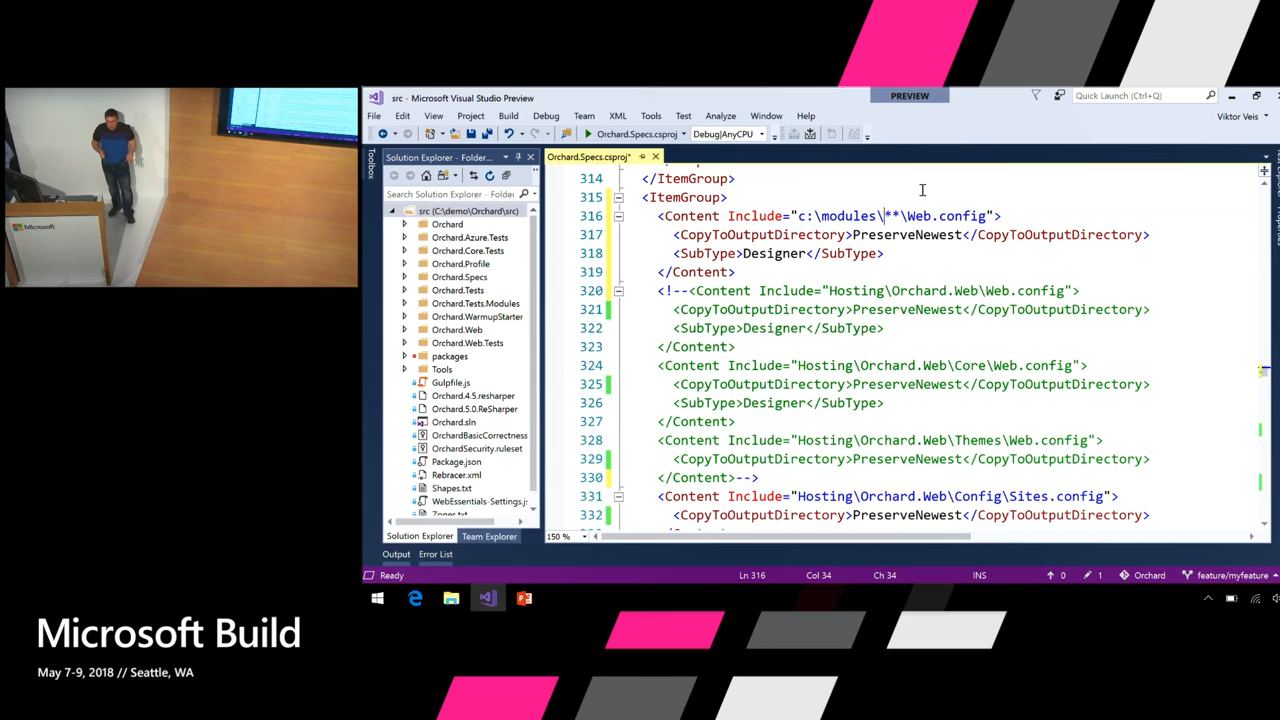 Microsoft
src - Microsoft Visual Studio Preview
PREVIEW
Quick Launch (Ctrl+Q)
File Edit View Project Build Debug Team XML Tools Test Analyze Window Help
Viktor Veis
Orchard.Specs.csproj
Debug|AnyCPU
Toolbox
Solution Explorer - Folder...
Search Solution Explorer - Folder
src (C:\demo\Orchard\src)
Orchard
Orchard.Azure.Tests
Orchard.Core.Tests
Orchard.Profile
Orchard.Specs
Orchard.Tests
Orchard.Tests.Modules
Orchard.WarmupStarter
Orchard.Web
Orchard.Web.Tests
packages
Tools
Gulpfile.js
Orchard.4.5.resharper
Orchard.5.0.ReSharper
Orchard.sln
OrchardBasicCorrectness
OrchardSecurity.ruleset
Package.json
Rebracer.xml
Shapes.txt
WebEssentials-Settings.js
Zones.txt
Solution Explorer Team Explorer
Orchard.Specs.csproj*
314 </ItemGroup>
315 <ItemGroup>
316 <Content Include="c:\modules\**\Web.config">
317 <CopyToOutputDirectory>PreserveNewest</CopyToOutputDirectory>
318 <SubType>Designer</SubType>
319 </Content>
320 <!--<Content Include="Hosting\Orchard.Web\Web.config">
321 <CopyToOutputDirectory>PreserveNewest</CopyToOutputDirectory>
322 <SubType>Designer</SubType>
323 </Content>
324 <Content Include="Hosting\Orchard.Web\Core\Web.config">
325 <CopyToOutputDirectory>PreserveNewest</CopyToOutputDirectory>
326 <SubType>Designer</SubType>
327 </Content>
328 <Content Include="Hosting\Orchard.Web\Themes\Web.config">
329 <CopyToOutputDirectory>PreserveNewest</CopyToOutputDirectory>
330 </Content>-->
331 <Content Include="Hosting\Orchard.Web\Config\Sites.config">
332 <CopyToOutputDirectory>PreserveNewest</CopyToOutputDirectory>
150 %
Output Error List
Ready Ln 316 Col 34 Ch 34 INS 0 1 Orchard feature/myfeature
Microsoft Build
May 7-9, 2018 // Seattle, WA